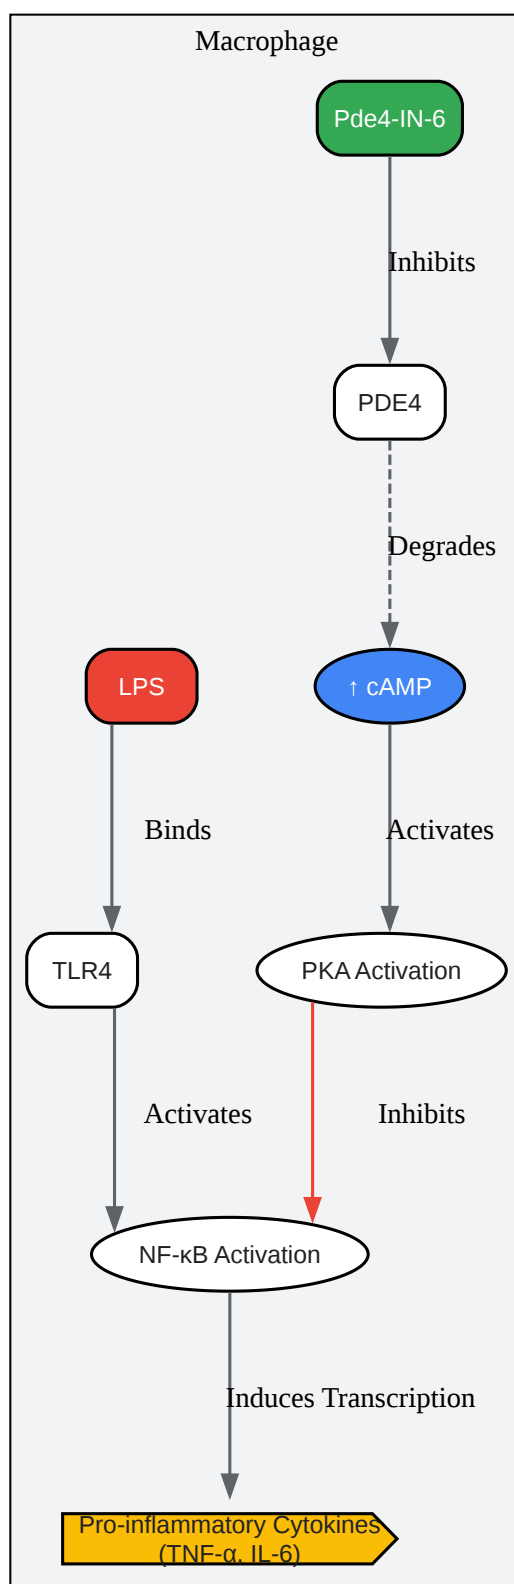 Macrophage
Pde4-IN-6
Inhibits
PDE4
Degrades
LPS
↑ cAMP
Binds
Activates
TLR4
PKA Activation
Activates
Inhibits
NF-κB Activation
Induces Transcription
Pro-inflammatory Cytokines
(TNF-α, IL-6)